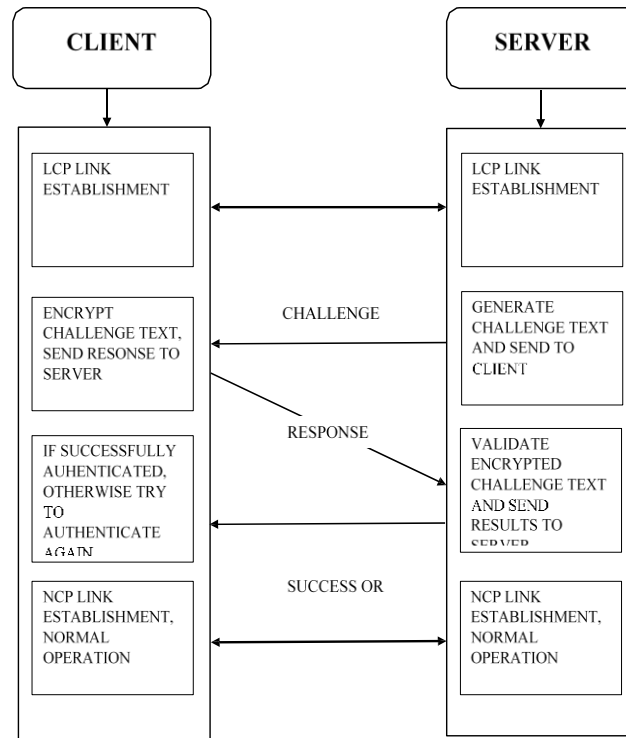 CLIENT
SERVER
LCP LINK
ESTABLISHMENT
LCP LINK
ESTABLISHMENT
CHALLENGE
ENCRYPT
CHALLENGE TEXT,
SEND RESONSE TO
SERVER
GENERATE
CHALLENGE TEXT
AND SEND TO
CLIENT
RESPONSE
IF SUCCESSFULLY
AUHENTICATED,
OTHERWISE TRY
TO
AUTHENTICATE
AGAIN
VALIDATE
ENCRYPTED
CHALLENGE TEXT
AND SEND
RESULTS TO
SERVER
SUCCESS OR
NCP LINK
ESTABLISHMENT,
NORMAL
OPERATION
NCP LINK
ESTABLISHMENT,
NORMAL
OPERATION